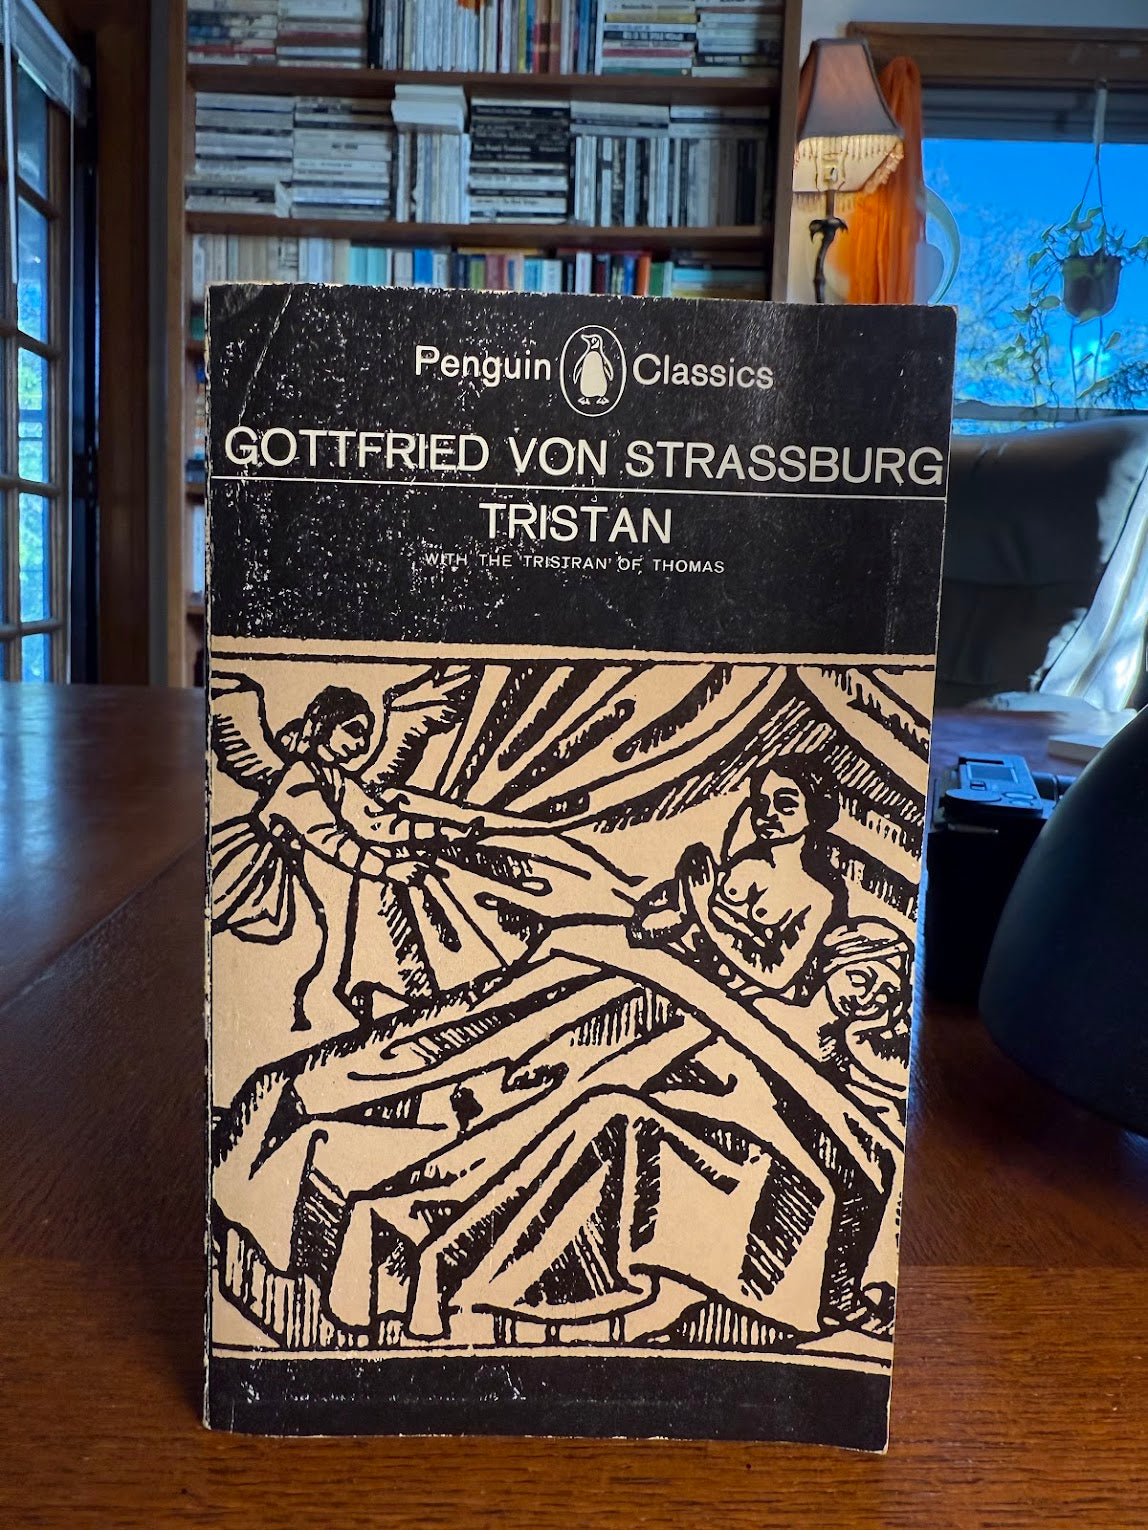 Penguin Classics
GOTTFRIED VON STRASSBURG
TRISTAN
WITH THE 'TRISTRAN' OF THOMAS